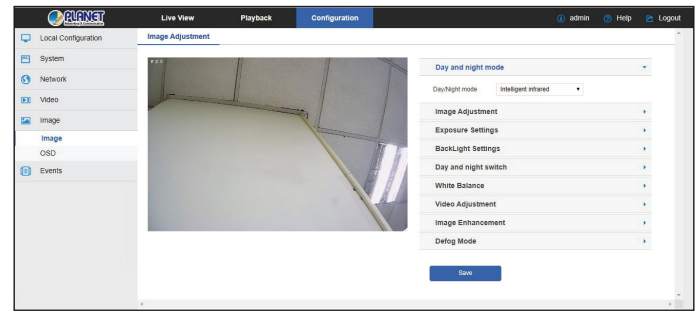 PLANET
Networking & Communication
Live View
Playback
Configuration
admin
Help
Logout
Local Configuration
System
Network
Video
Image
Image
OSD
Events
Image Adjustment
Day and night mode
Day/Night mode
Intelligent infrared
Image Adjustment
Exposure Settings
BackLight Settings
Day and night switch
White Balance
Video Adjustment
Image Enhancement
Defog Mode
Save